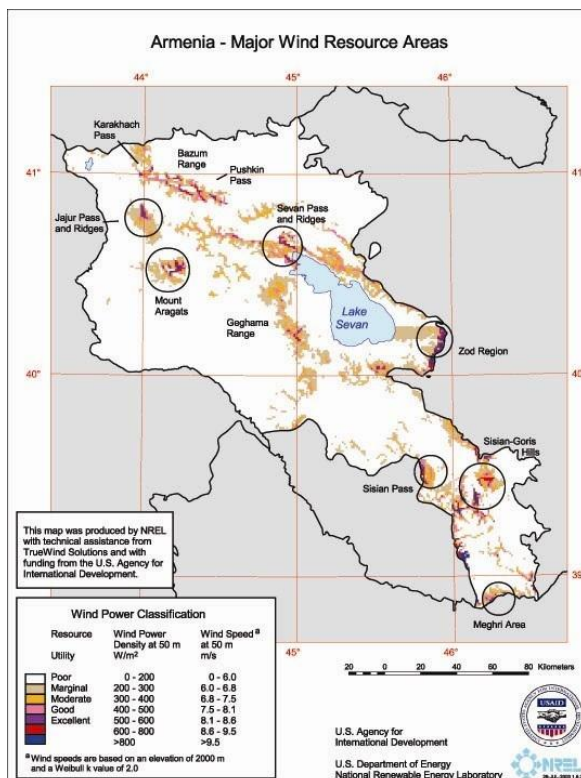 Armenia - Major Wind Resource Areas
44°
45°
46°
Karakhach
Pass
Bazum
Range
Pushkin
Pass
41°
41
Jajur Pass
and Ridges
Sevan Pass
and Ridges
Mount
Aragats
Geghama
Range
Lake
Sevan
Zod Region
40°
40
Sisian-Goris
Hills
Sisian Pass
39
Meghri Area
45°
46°
This map was produced by NREL
with technical assistance from
TrueWind Solutions and with
funding from the U.S. Agency for
International Development.
Wind Power Classification
Resource Wind Power Wind Speed a
Density at 50 m at 50 m
Utility W/m² m/s
Poor 0 - 200 0 - 6.0
Marginal 200 - 300 6.0 - 6.8
Moderate 300 - 400 6.8 - 7.5
Good 400 - 500 7.5 - 8.1
Excellent 500 - 600 8.1 - 8.6
600 - 800 8.6 - 9.5
>800 >9.5
a Wind speeds are based on an elevation of 2000 m
and a Weibull k value of 2.0
20 0 20 40 60 80 Kilometers
U.S. Agency for
International Development
USAID
U.S. Department of Energy
National Renewable Energy Laboratory
NREL